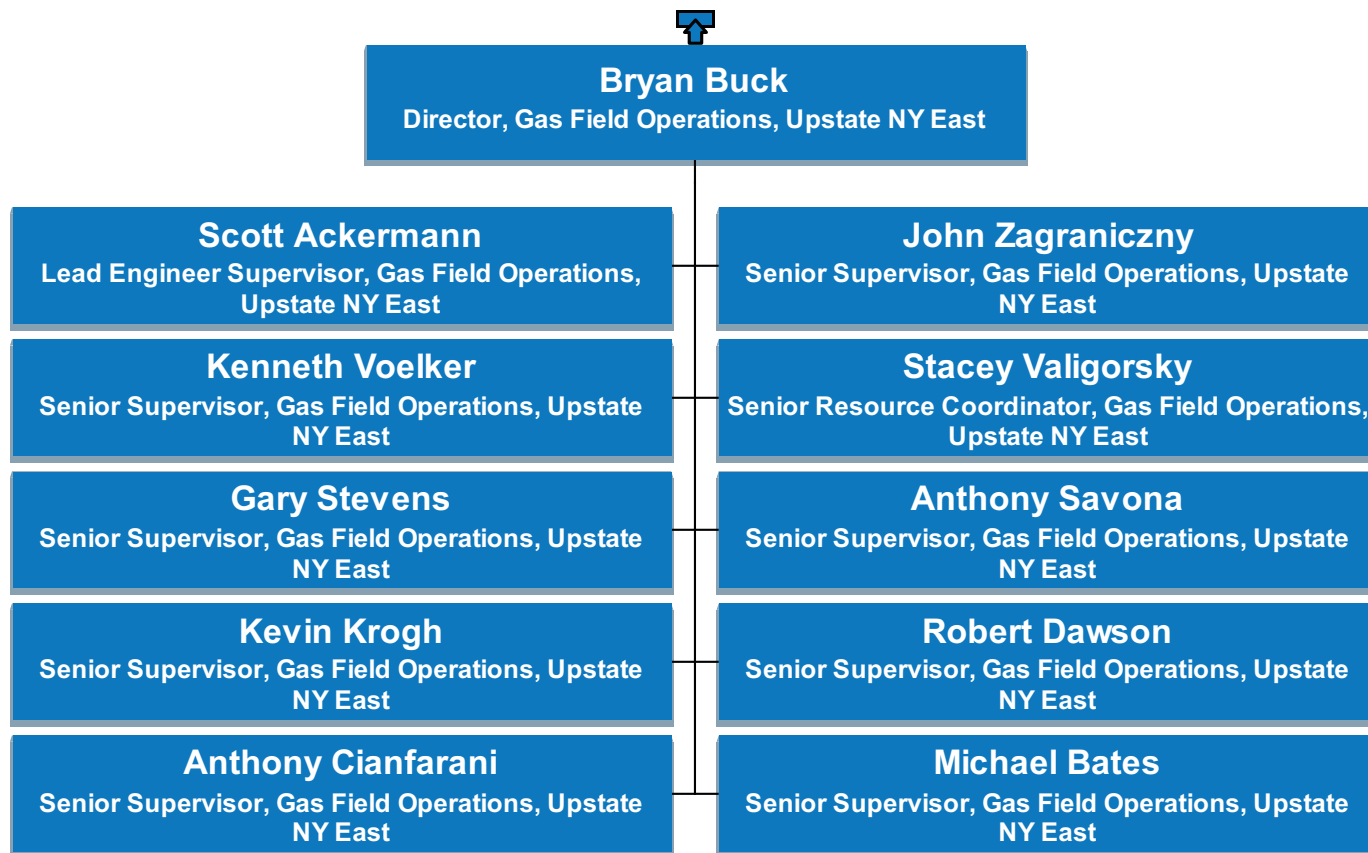 Bryan Buck
Director, Gas Field Operations, Upstate NY East
Scott Ackermann
Lead Engineer Supervisor, Gas Field Operations,
Upstate NY East
John Zagraniczny
Senior Supervisor, Gas Field Operations, Upstate
NY East
Kenneth Voelker
Senior Supervisor, Gas Field Operations, Upstate
NY East
Stacey Valigorsky
Senior Resource Coordinator, Gas Field Operations,
Upstate NY East
Gary Stevens
Senior Supervisor, Gas Field Operations, Upstate
NY East
Anthony Savona
Senior Supervisor, Gas Field Operations, Upstate
NY East
Kevin Krogh
Senior Supervisor, Gas Field Operations, Upstate
NY East
Robert Dawson
Senior Supervisor, Gas Field Operations, Upstate
NY East
Anthony Cianfarani
Senior Supervisor, Gas Field Operations, Upstate
NY East
Michael Bates
Senior Supervisor, Gas Field Operations, Upstate
NY East